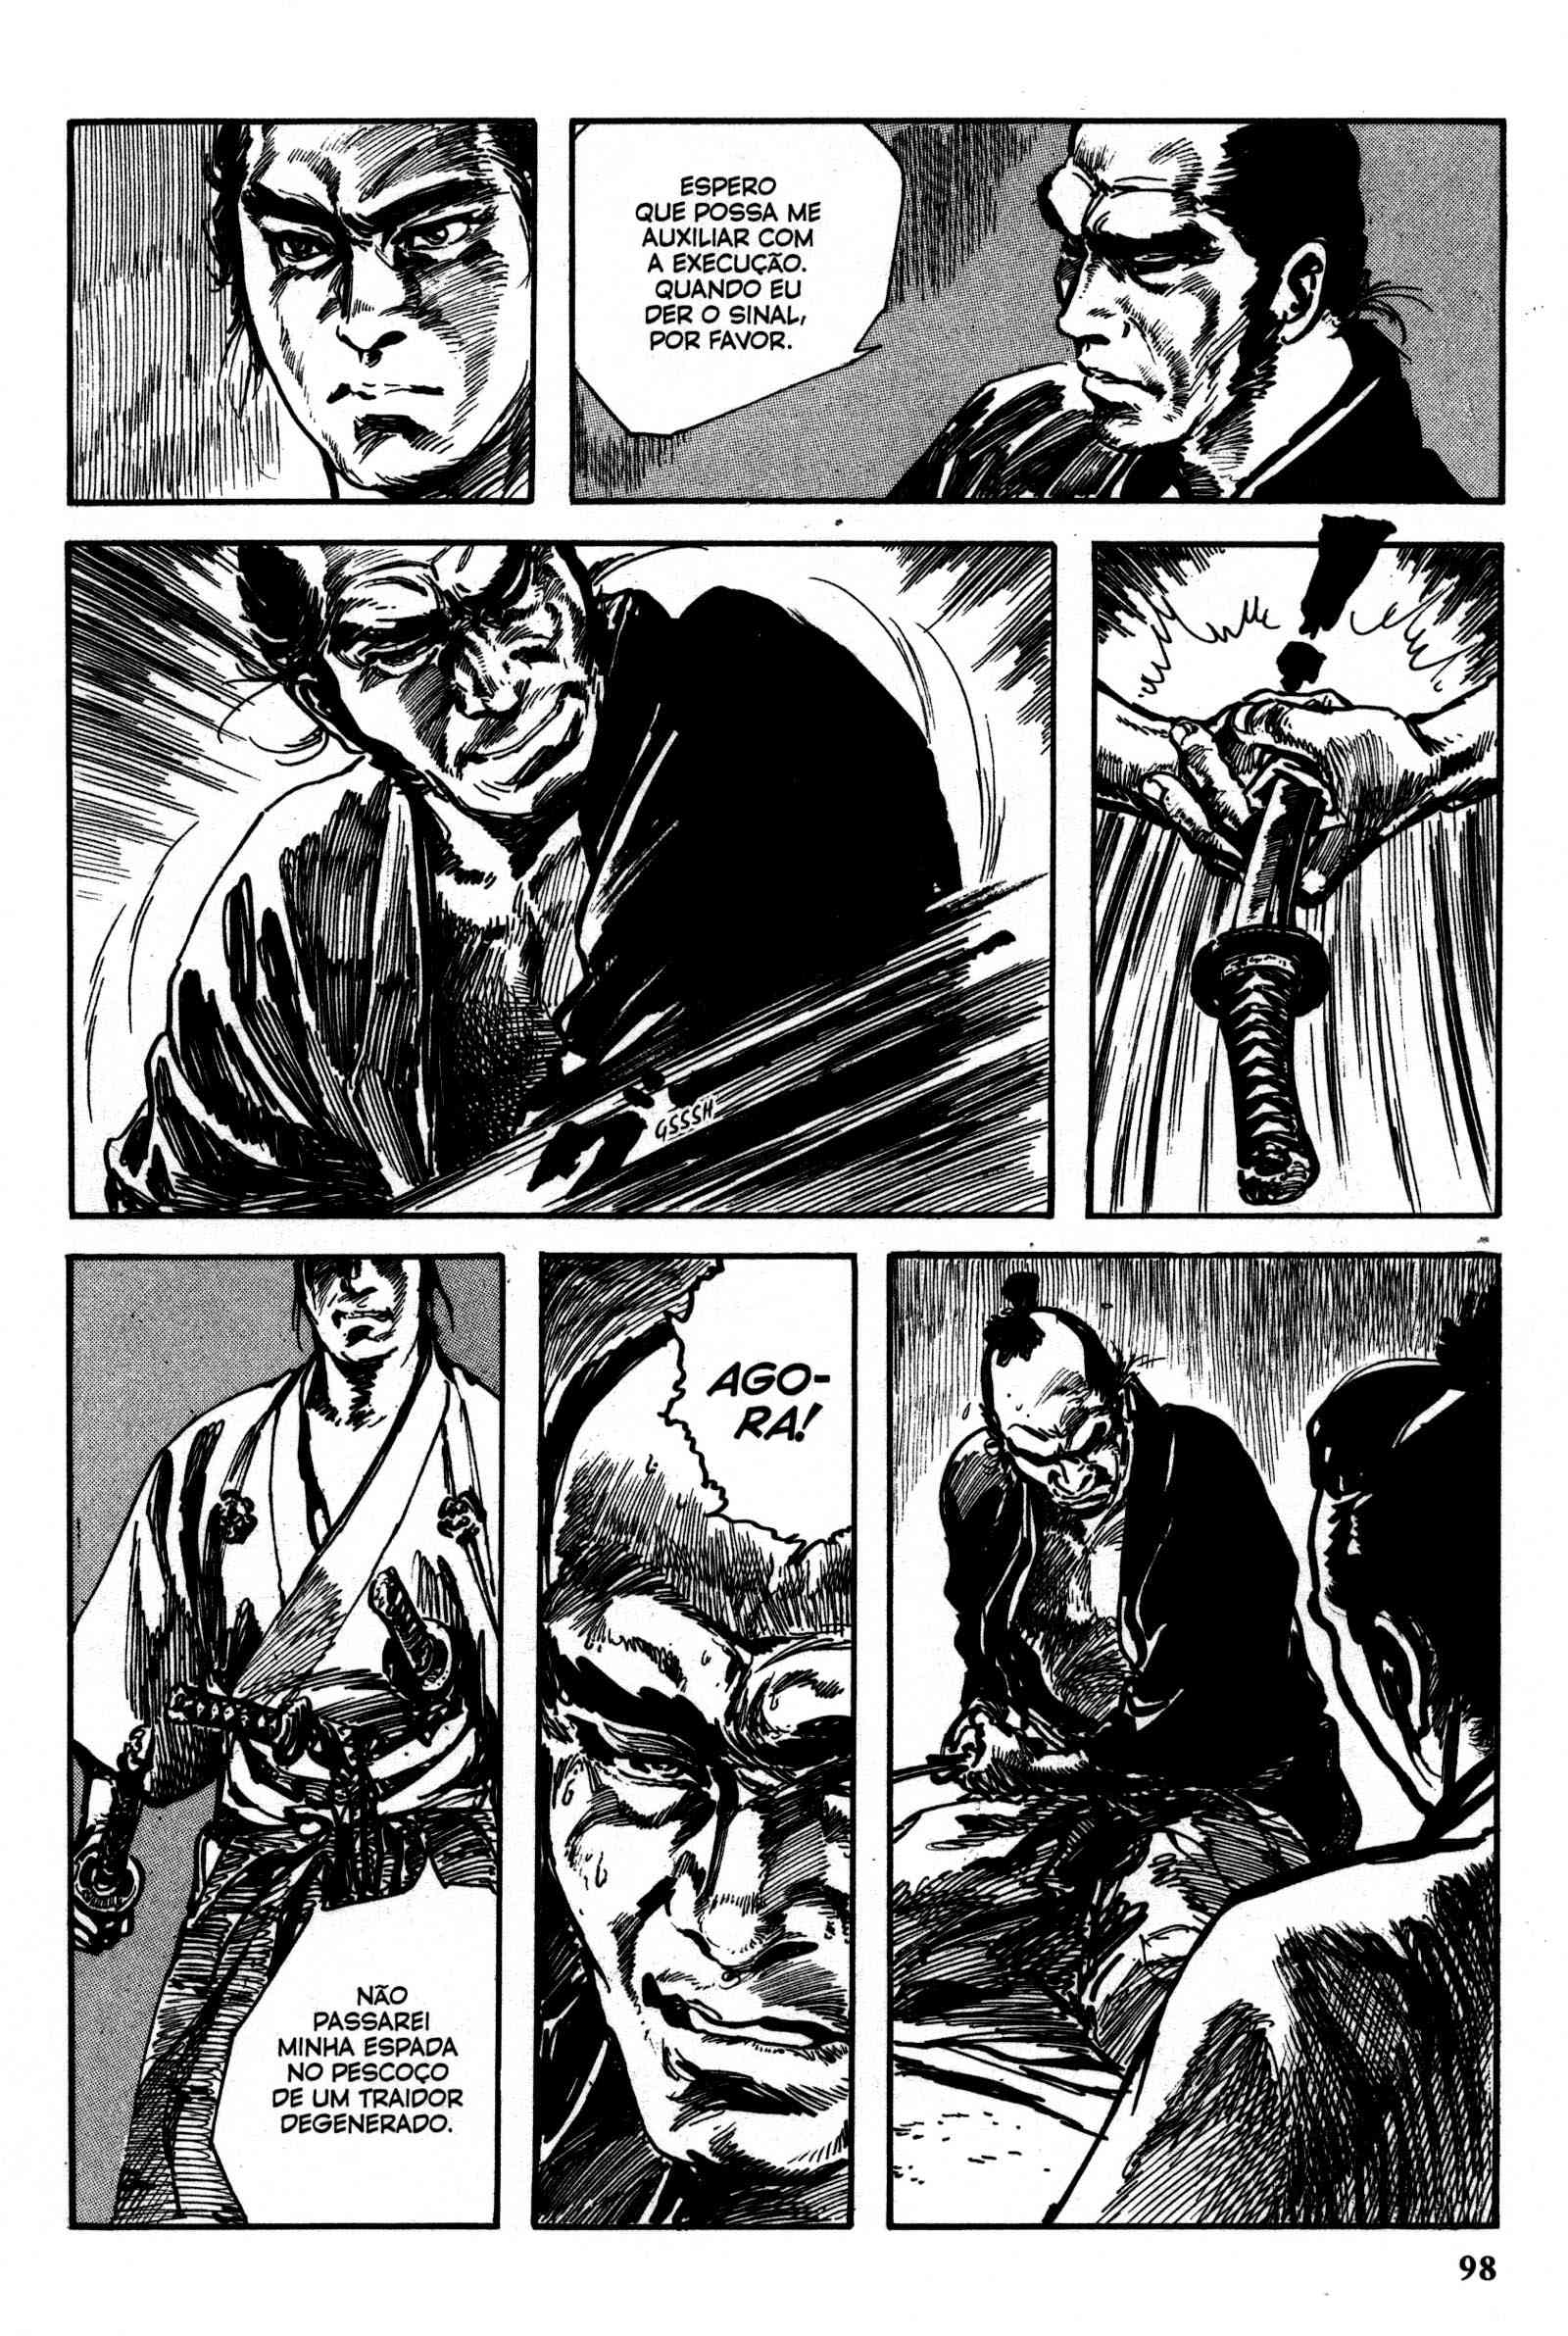 ESPERO
QUE POSSA ME
AUXILIAR COM
A EXECUÇÃO.
QUANDO EU
DER O SINAL,
POR FAVOR.
GSSSH
AGO-
RA!
NÃO
PASSAREI
MINHA ESPADA
NO PESCOÇO
DE UM TRAIDOR
DEGENERADO.
98